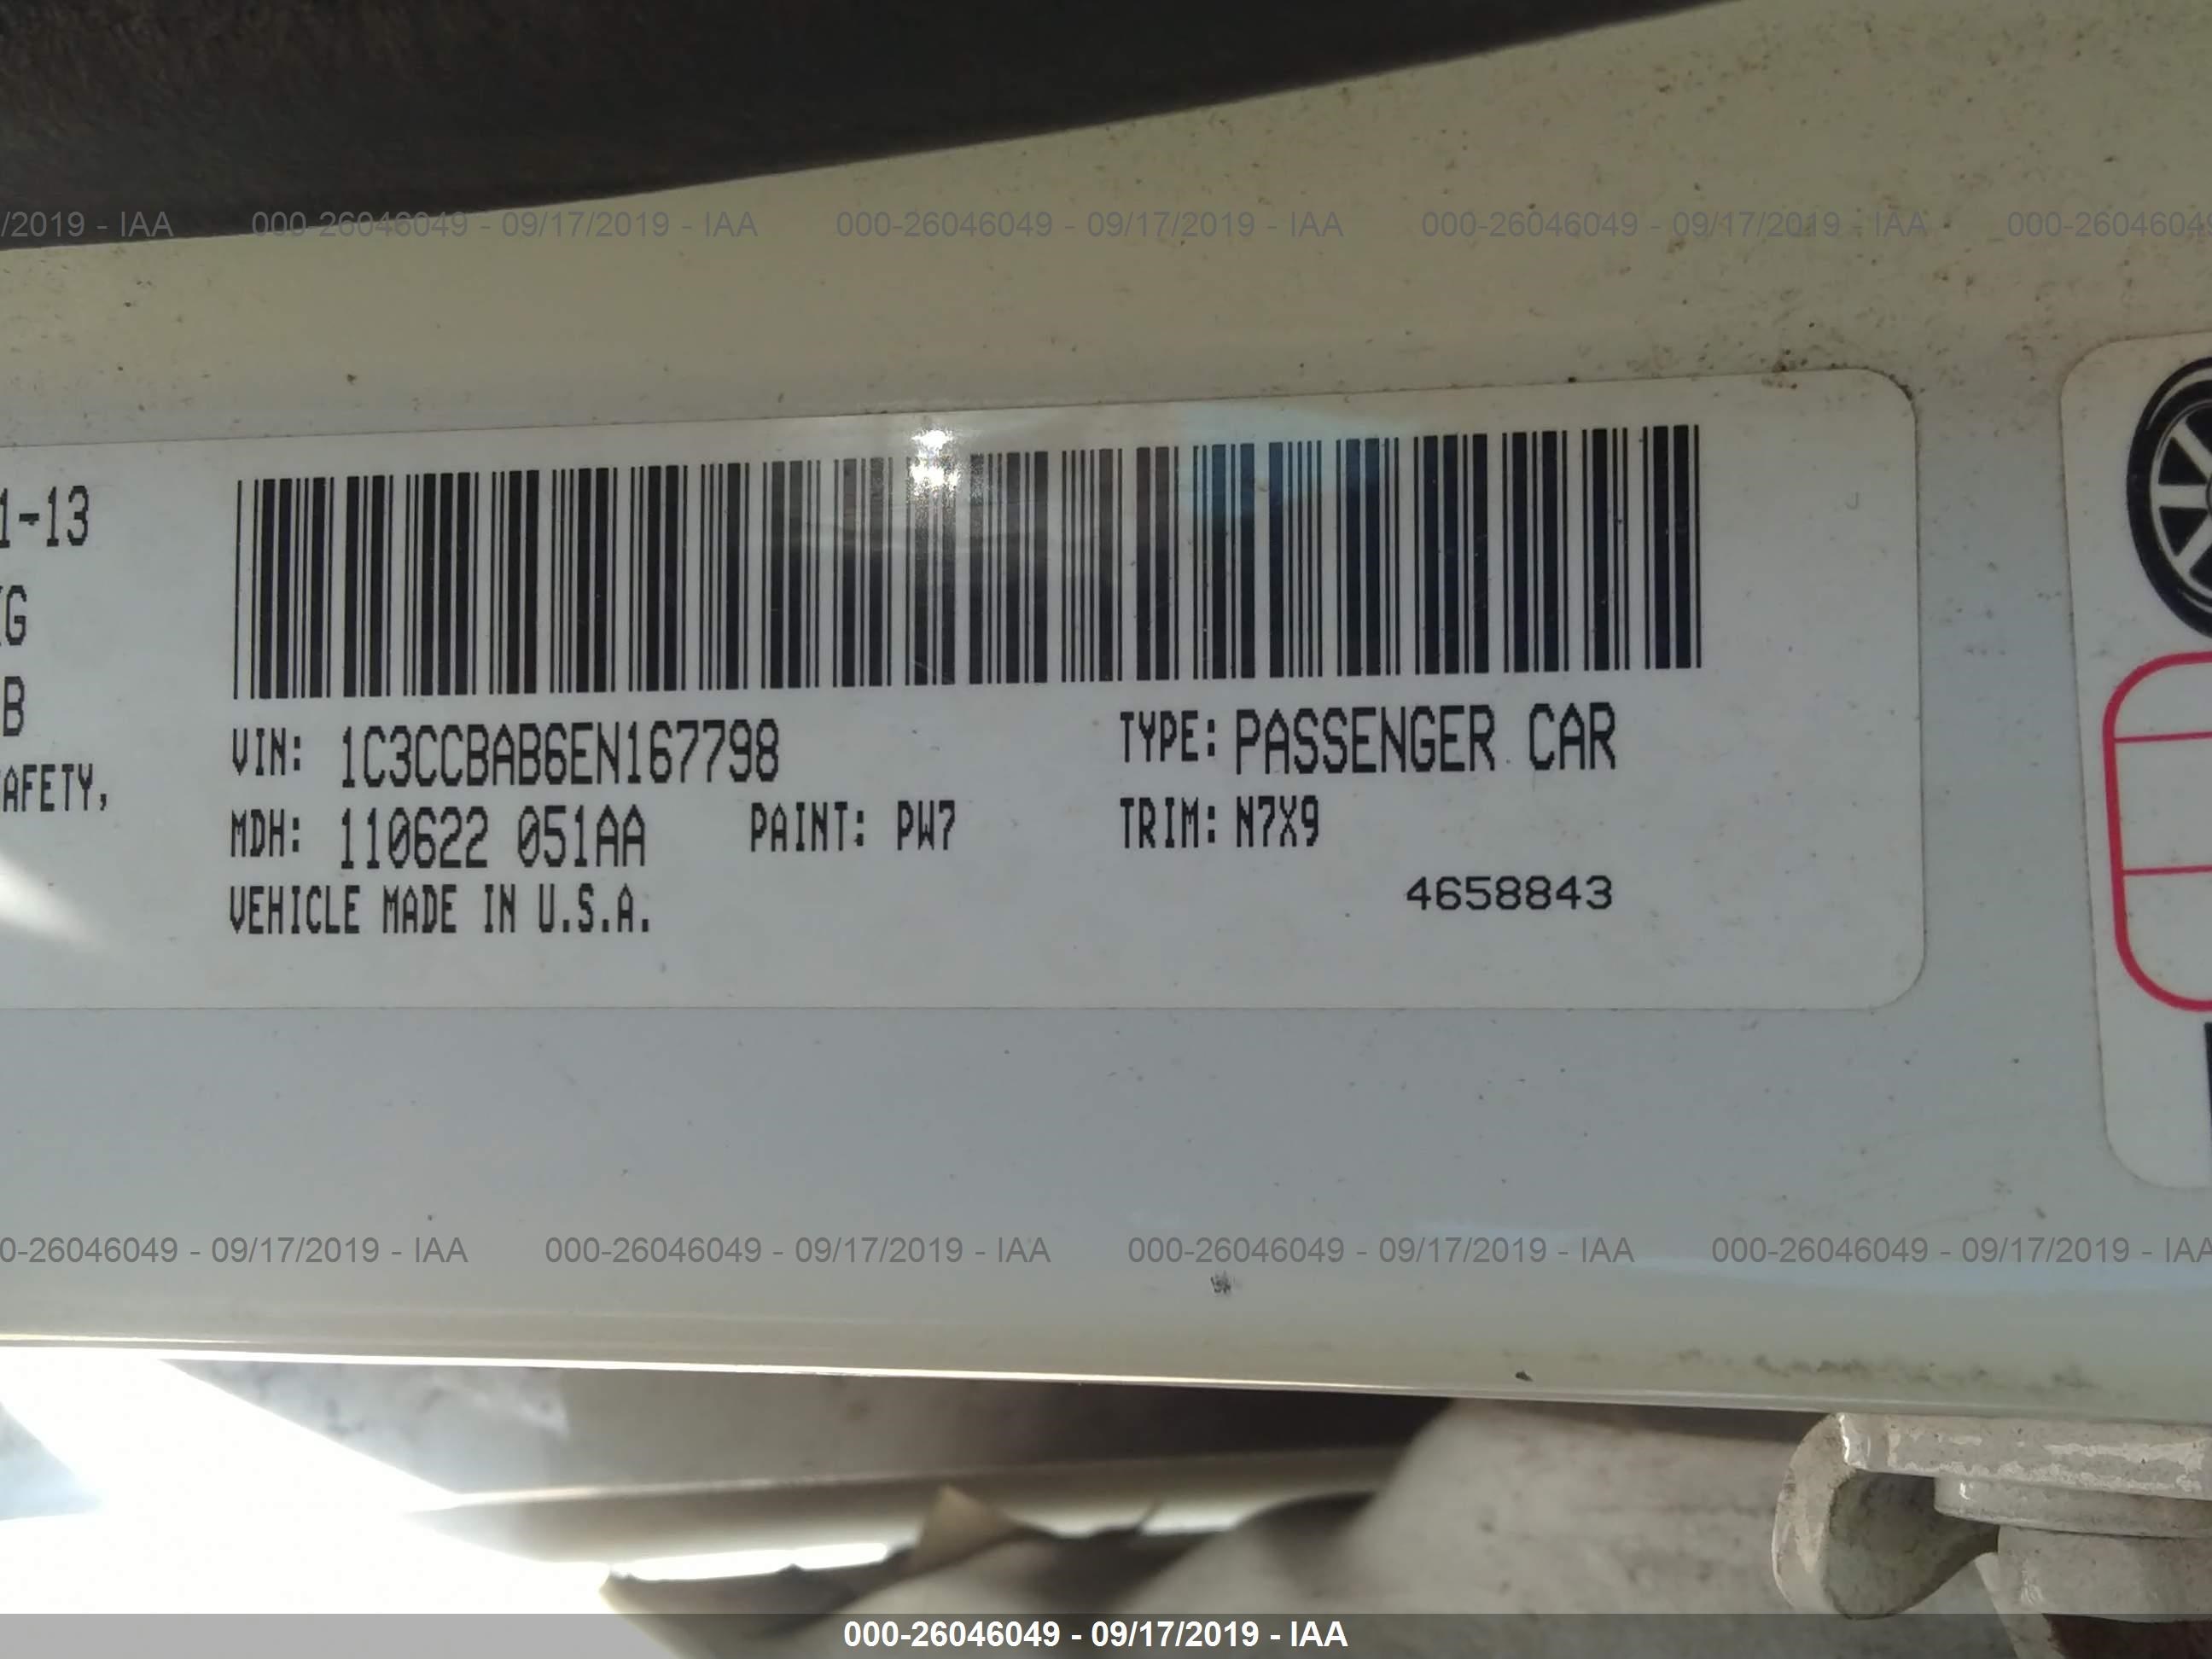 /2019 - IAA 000-26046049 - 09/17/2019 - IAA 000-26046049 - 09/17/2019 - IAA 000-26046049 - 09/17/2019 - IAA 000-2604604
1-13
G
B
AFETY,
VIN: 1C3CCBAB6EN167798 TYPE: PASSENGER CAR
MDH: 110622 051AA PAINT: PW7 TRIM: N7X9
VEHICLE MADE IN U.S.A. 4658843
0-26046049 - 09/17/2019 - IAA 000-26046049 - 09/17/2019 - IAA 000-26046049 - 09/17/2019 - IAA 000-26046049 - 09/17/2019 - IAA
000-26046049 - 09/17/2019 - IAA